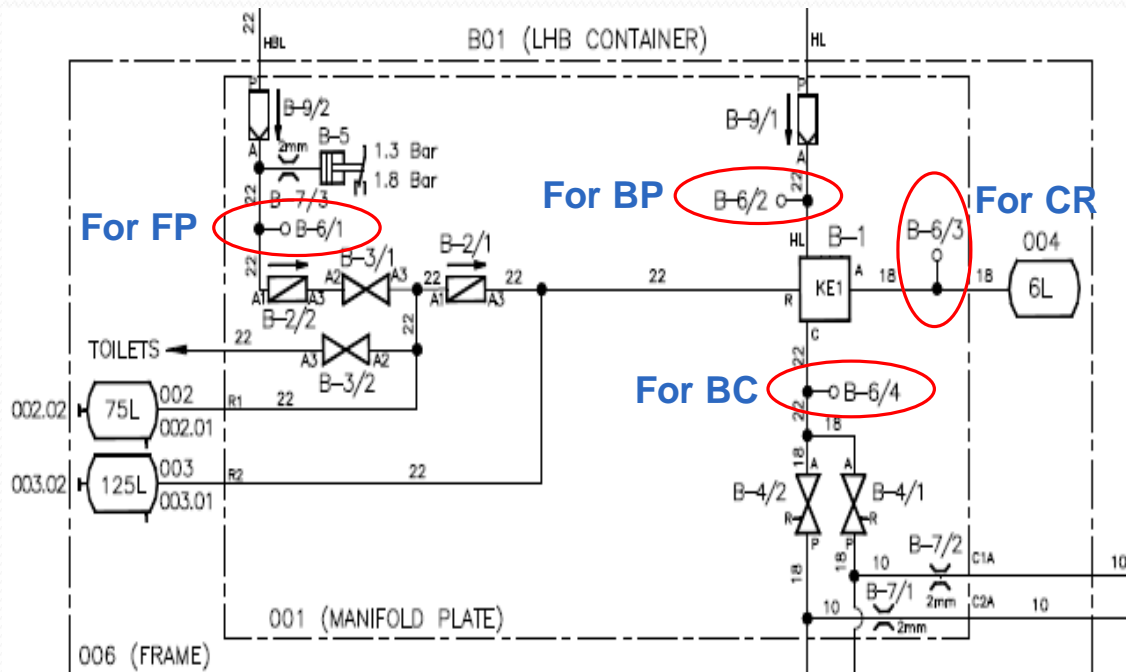 22
HBL
B01 (LHB CONTAINER)
HL
P
B-9/2
A
2mm
B-5
1.3 Bar
1.8 Bar
22
B-7/3
For FP
B-6/1
22
A1
A3
B-2/2
B-3/1
A2
A3
22
B-2/1
A1
A3
22
22
P
B-9/1
A
For BP
22
B-6/2
HL
B-1
R
KE1
A
C
18
For CR
B-6/3
18
004
6L
22
TOILETS
22
A3
A2
B-3/2
002.02
75L
002
002.01
R1
22
003.02
125L
003
003.01
R2
22
22
For BC
B-6/4
22
18
18
A
A
B-4/2
B-4/1
R
R
P
P
18
18
B-7/2
10
2mm
C1A
10
B-7/1
10
2mm
C2A
10
001 (MANIFOLD PLATE)
006 (FRAME)